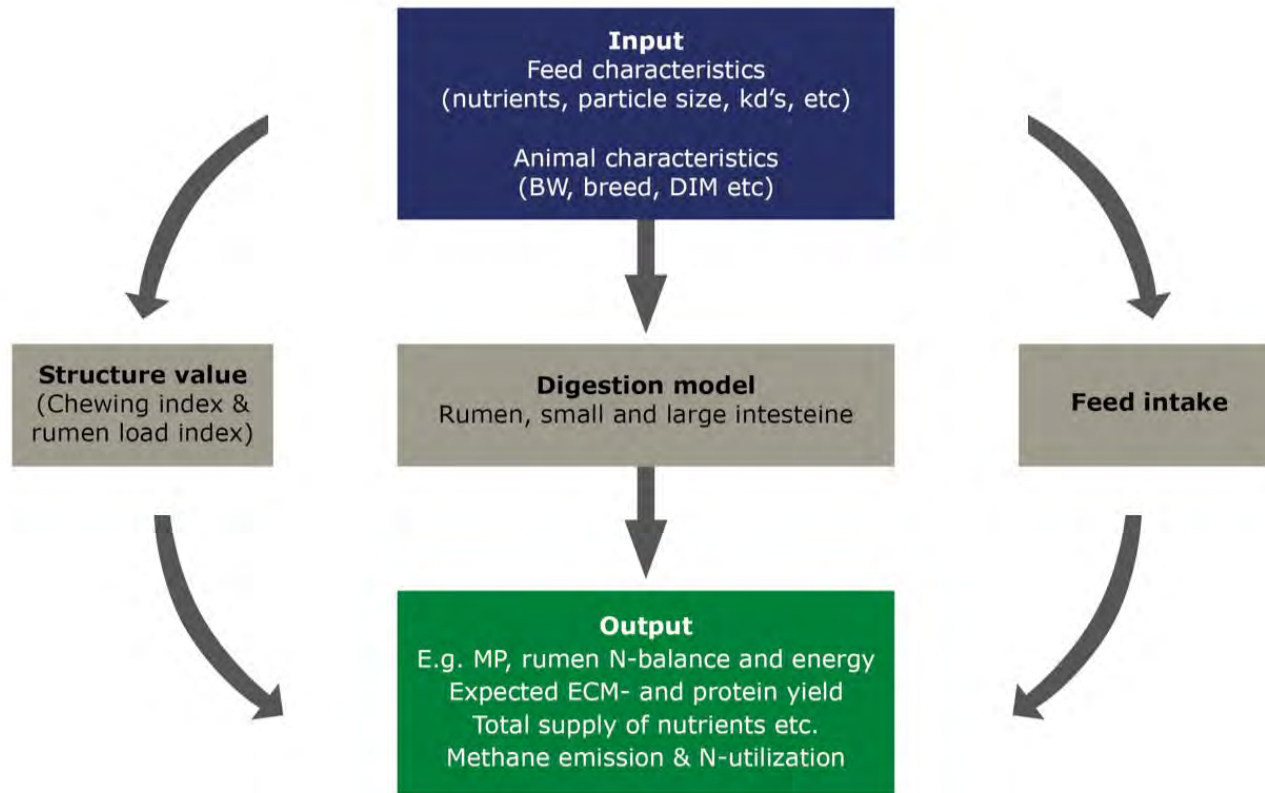 Input
Feed characteristics
(nutrients, particle size, kd's, etc)
Animal characteristics
(BW, breed, DIM etc)
Structure value
(Chewing index &
rumen load index)
Digestion model
Rumen, small and large intesteine
Feed intake
Output
E.g. MP, rumen N-balance and energy
Expected ECM- and protein yield
Total supply of nutrients etc.
Methane emission & N-utilization